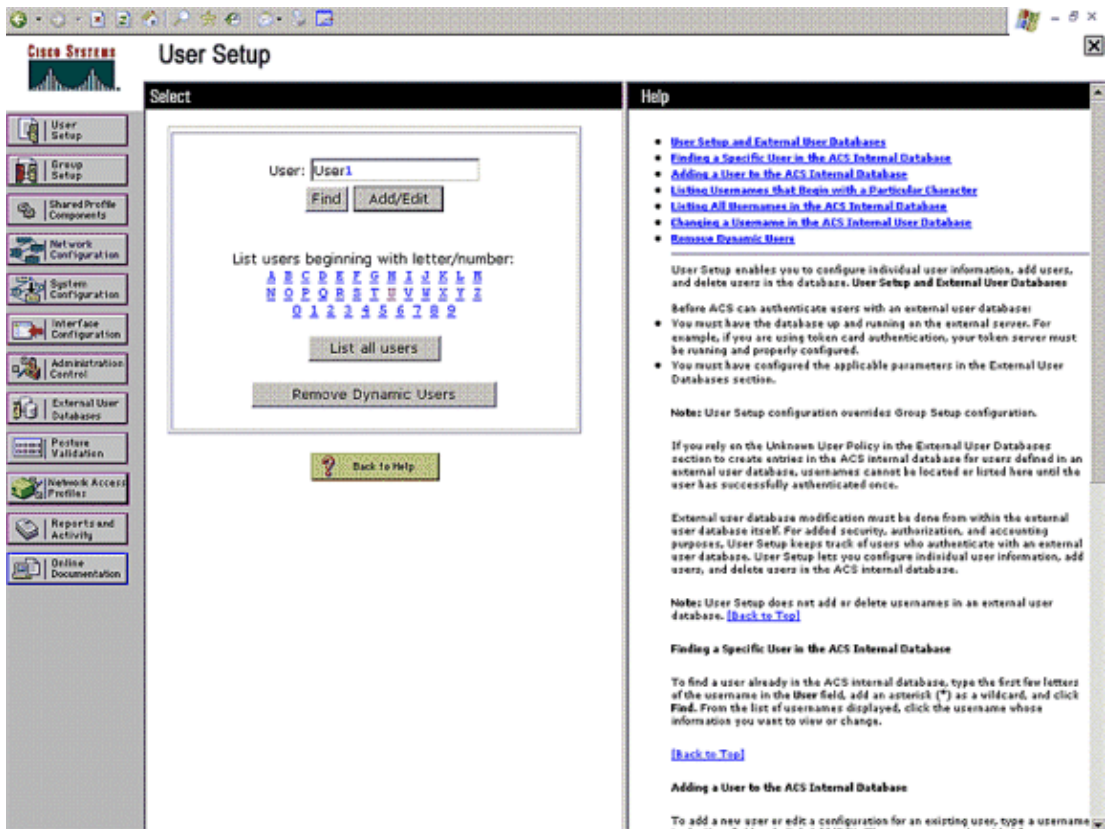 CISCO SYSTEMS
User Setup
User
Setup
Group
Setup
Shared Profile
Components
Network
Configuration
System
Configuration
Interface
Configuration
Administration
Control
External User
Databases
Posture
Validation
Network Access
Profiles
Reports and
Activity
Online
Documentation
Select
User: User1
Find Add/Edit
List users beginning with letter/number:
A B C D E F G H I J K L M
N O P Q R S T U V W X Y Z
0 1 2 3 4 5 6 7 8 9
List all users
Remove Dynamic Users
Back to Help
Help
User Setup and External User Databases
Finding a Specific User in the ACS Internal Database
Adding a User to the ACS Internal Database
Listing Usernames that Begin with a Particular Character
Listing All Usernames in the ACS Internal Database
Changing a Username in the ACS Internal User Database
Remove Dynamic Users
User Setup enables you to configure individual user information, add users,
and delete users in the database. User Setup and External User Databases
Before ACS can authenticate users with an external user database:
You must have the database up and running on the external server. For
example, if you are using token card authentication, your token server must
be running and properly configured.
You must have configured the applicable parameters in the External User
Databases section.
Note: User Setup configuration overrides Group Setup configuration.
If you rely on the Unknown User Policy in the External User Databases
section to create entries in the ACS internal database for users defined in an
external user database, usernames cannot be located or listed here until the
user has successfully authenticated once.
External user database modification must be done from within the external
user database itself. For added security, authorization, and accounting
purposes, User Setup keeps track of users who authenticate with an external
user database. User Setup lets you configure individual user information, add
users, and delete users in the ACS internal database.
Note: User Setup does not add or delete usernames in an external user
database. [Back to Top]
Finding a Specific User in the ACS Internal Database
To find a user already in the ACS internal database, type the first few letters
of the username in the User field, add an asterisk (*) as a wildcard, and click
Find. From the list of usernames displayed, click the username whose
information you want to view or change.
[Back to Top]
Adding a User to the ACS Internal Database
To add a new user or edit a configuration for an existing user, type a username